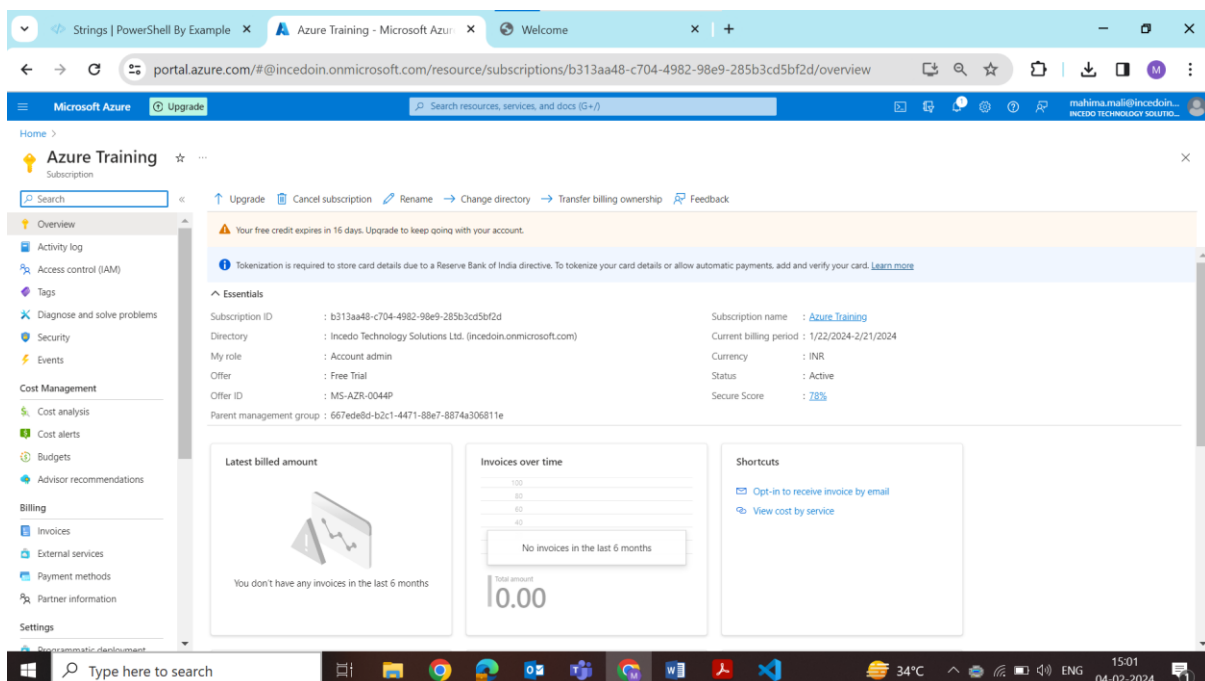 Strings | PowerShell By Example
Azure Training - Microsoft Azur
Welcome
portal.azure.com/#@incedoin.onmicrosoft.com/resource/subscriptions/b313aa48-c704-4982-98e9-285b3cd5bf2d/overview
M
Microsoft Azure
Upgrade
Search resources, services, and docs (G+/)
1
mahima.mali@incedoin...
INCEDO TECHNOLOGY SOLUTIO...
Home >
Azure Training
Subscription
Search
Upgrade Cancel subscription Rename Change directory Transfer billing ownership Feedback
Overview
Activity log
Access control (IAM)
Tags
Diagnose and solve problems
Security
Events
Cost Management
Cost analysis
Cost alerts
Budgets
Advisor recommendations
Billing
Invoices
External services
Payment methods
Partner information
Settings
Programmatic deployment
Your free credit expires in 16 days. Upgrade to keep going with your account.
Tokenization is required to store card details due to a Reserve Bank of India directive. To tokenize your card details or allow automatic payments, add and verify your card. Learn more
Essentials
Subscription ID : b313aa48-c704-4982-98e9-285b3cd5bf2d
Directory : Incedo Technology Solutions Ltd. (incedoin.onmicrosoft.com)
My role : Account admin
Offer : Free Trial
Offer ID : MS-AZR-0044P
Parent management group : 667ede8d-b2c1-4471-88e7-8874a306811e
Subscription name : Azure Training
Current billing period : 1/22/2024-2/21/2024
Currency : INR
Status : Active
Secure Score : 78%
Latest billed amount
You don't have any invoices in the last 6 months
Invoices over time
100
80
60
40
No invoices in the last 6 months
Total amount
0.00
Shortcuts
Opt-in to receive invoice by email
View cost by service
Type here to search
34°C
ENG
15:01
04-02-2024